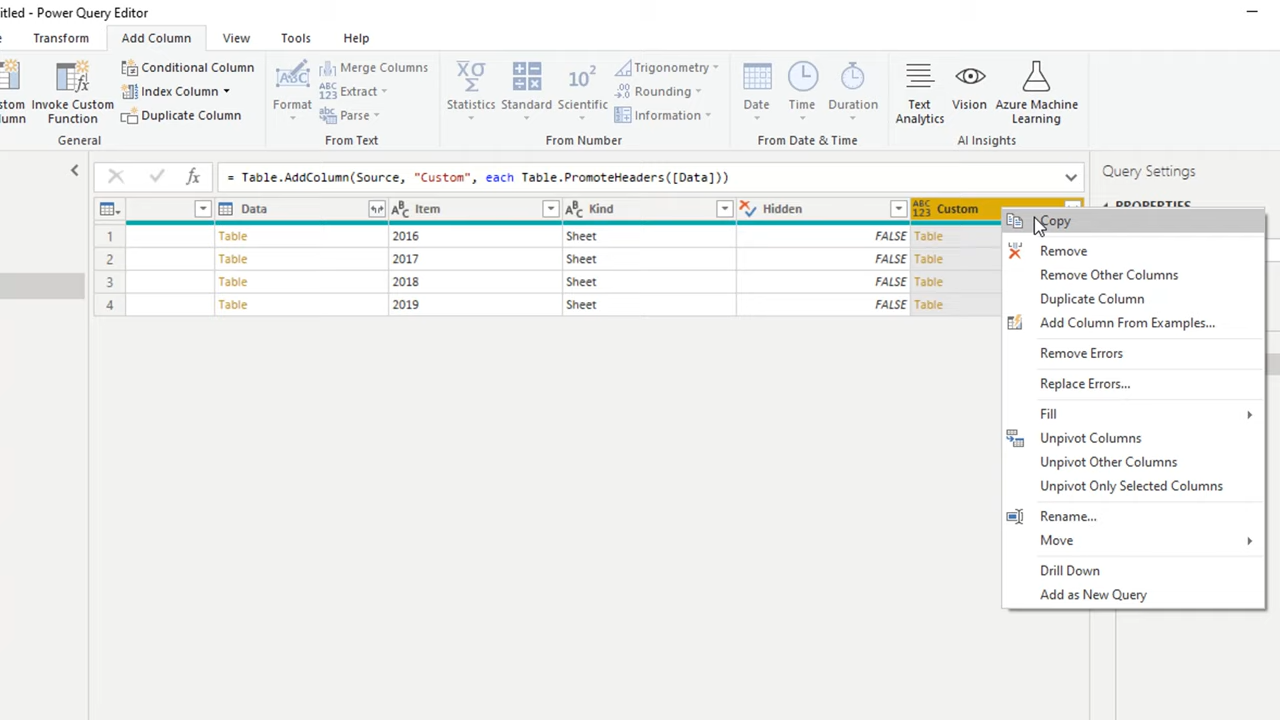 titled - Power Query Editor
Transform
Add Column
View
Tools
Help
Conditional Column
Index Column
Duplicate Column
Invoke Custom
Function
General
Format
Merge Columns
Extract
Parse
From Text
Statistics
Standard
Scientific
Trigonometry
Rounding
Information
From Number
Date
Time
Duration
From Date & Time
Text
Analytics
Vision
Azure Machine
Learning
AI Insights
= Table.AddColumn(Source, "Custom", each Table.PromoteHeaders([Data]))
Query Settings
PROPERTIES
Data
Item
Kind
Hidden
Custom
1 Table 2016 Sheet FALSE Table
2 Table 2017 Sheet FALSE Table
3 Table 2018 Sheet FALSE Table
4 Table 2019 Sheet FALSE Table
Copy
Remove
Remove Other Columns
Duplicate Column
Add Column From Examples...
Remove Errors
Replace Errors...
Fill
Unpivot Columns
Unpivot Other Columns
Unpivot Only Selected Columns
Rename...
Move
Drill Down
Add as New Query